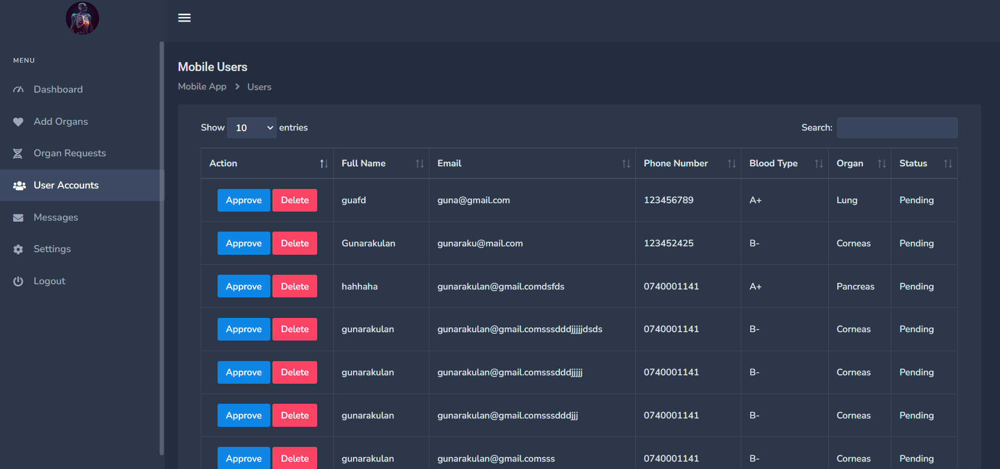 MENU
Dashboard
Add Organs
Organ Requests
User Accounts
Messages
Settings
Logout
Mobile Users
Mobile App Users
Show 10 entries Search:
Action Full Name Email Phone Number Blood Type Organ Status
Approve Delete guafd guna@gmail.com 123456789 A+ Lung Pending
Approve Delete Gunarakulan gunaraku@mail.com 123452425 B- Corneas Pending
Approve Delete hahhaha gunarakulan@gmail.comdsfds 0740001141 A+ Pancreas Pending
Approve Delete gunarakulan gunarakulan@gmail.comsssdddjjjjjdsds 0740001141 B- Corneas Pending
Approve Delete gunarakulan gunarakulan@gmail.comsssdddjjjjj 0740001141 B- Corneas Pending
Approve Delete gunarakulan gunarakulan@gmail.comsssdddjjj 0740001141 B- Corneas Pending
Approve Delete gunarakulan gunarakulan@gmail.comsss 0740001141 B- Corneas Pending